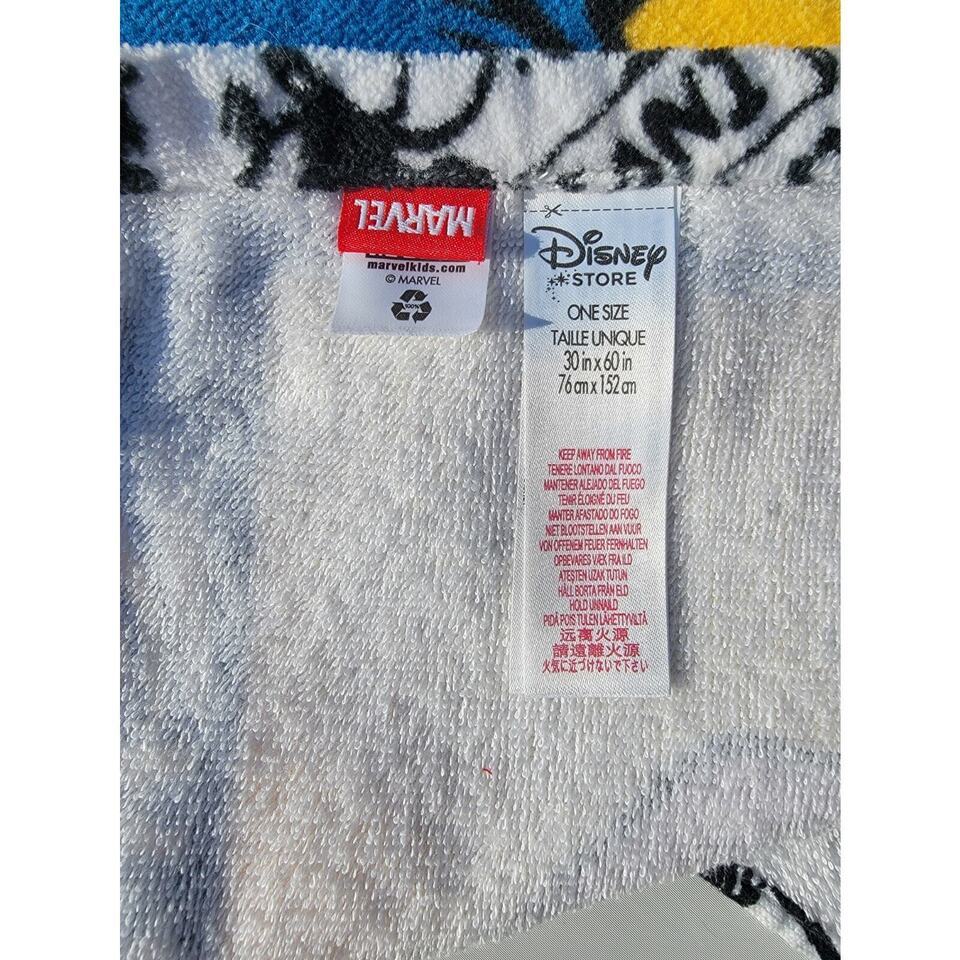 MARVEL
marvelkids.com
© MARVEL
100%
Disney
STORE
ONE SIZE
TAILLE UNIQUE
30 in x 60 in
76 cm x 152 cm
KEEP AWAY FROM FIRE
TENERE LONTANO DAL FUOCO
MANTENER ALEJADO DEL FUEGO
TENIR ÉLOIGNÉ DU FEU
MANTER AFASTADO DO FOGO
NIET BLOOTSTELLEN AAN VUUR
VON OFFENEM FEUER FERNHALTEN
OPBEVARES VÆK FRA ILD
ATEŞTEN UZAK TUTUN
HÅLL BORTA FRÅN ELD
HOLD UNNAILD
PIDÄ POIS TULEN LÄHETTYVILTÄ
远离火源
請遠離火源
火気に近づけないで下さい